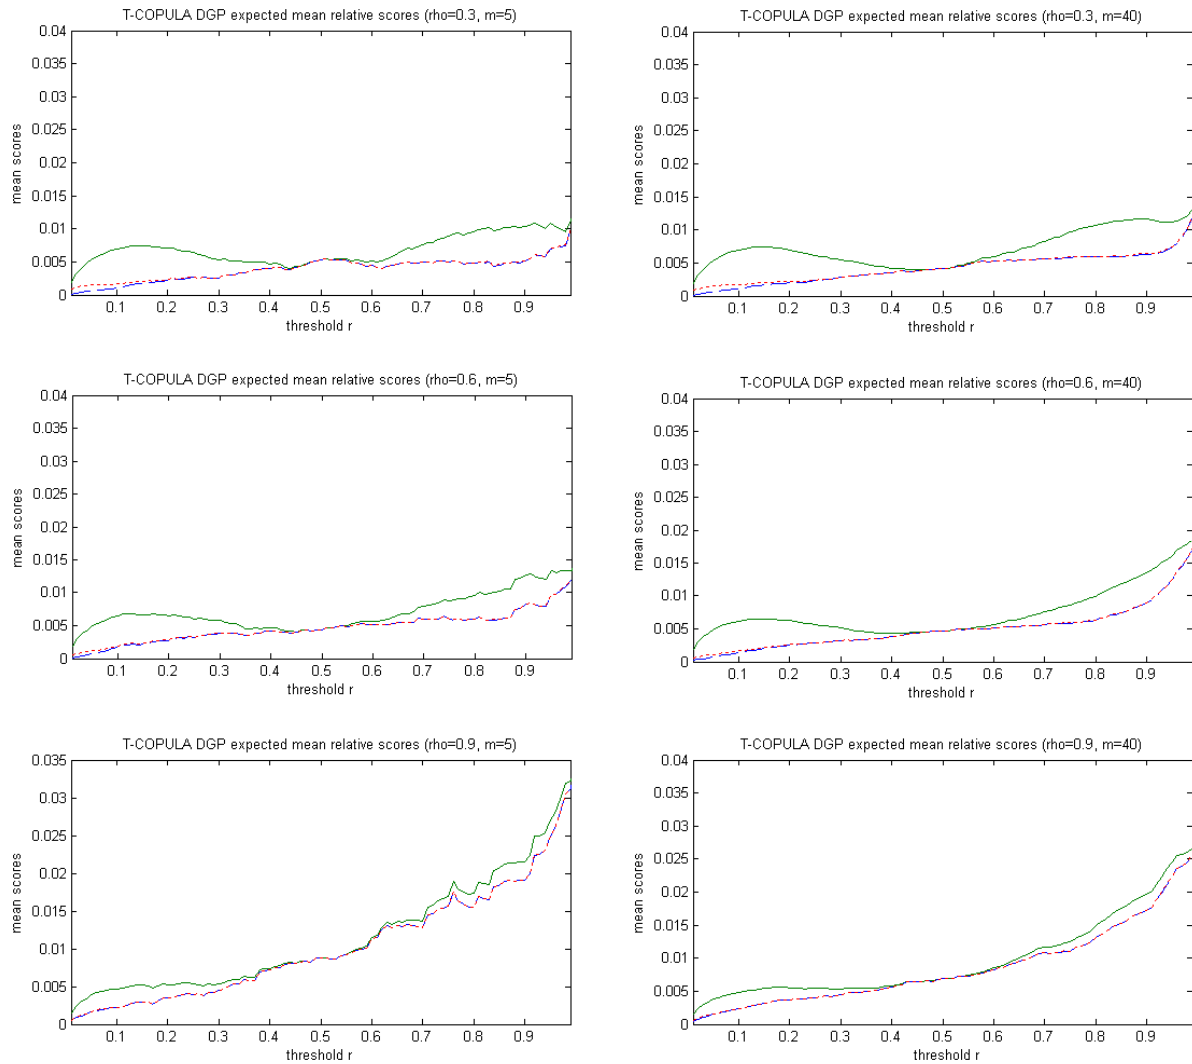 T-COPULA DGP expected mean relative scores (rho=0.3, m=5)
0.04
0.035
0.03
0.025
0.02
0.015
0.01
0.005
0
mean scores
0.1 0.2 0.3 0.4 0.5 0.6 0.7 0.8 0.9
threshold r
T-COPULA DGP expected mean relative scores (rho=0.3, m=40)
0.04
0.035
0.03
0.025
0.02
0.015
0.01
0.005
0
mean scores
0.1 0.2 0.3 0.4 0.5 0.6 0.7 0.8 0.9
threshold r
T-COPULA DGP expected mean relative scores (rho=0.6, m=5)
0.04
0.035
0.03
0.025
0.02
0.015
0.01
0.005
0
mean scores
0.1 0.2 0.3 0.4 0.5 0.6 0.7 0.8 0.9
threshold r
T-COPULA DGP expected mean relative scores (rho=0.6, m=40)
0.04
0.035
0.03
0.025
0.02
0.015
0.01
0.005
0
mean scores
0.1 0.2 0.3 0.4 0.5 0.6 0.7 0.8 0.9
threshold r
T-COPULA DGP expected mean relative scores (rho=0.9, m=5)
0.035
0.03
0.025
0.02
0.015
0.01
0.005
0
mean scores
0.1 0.2 0.3 0.4 0.5 0.6 0.7 0.8 0.9
threshold r
T-COPULA DGP expected mean relative scores (rho=0.9, m=40)
0.04
0.035
0.03
0.025
0.02
0.015
0.01
0.005
0
mean scores
0.1 0.2 0.3 0.4 0.5 0.6 0.7 0.8 0.9
threshold r